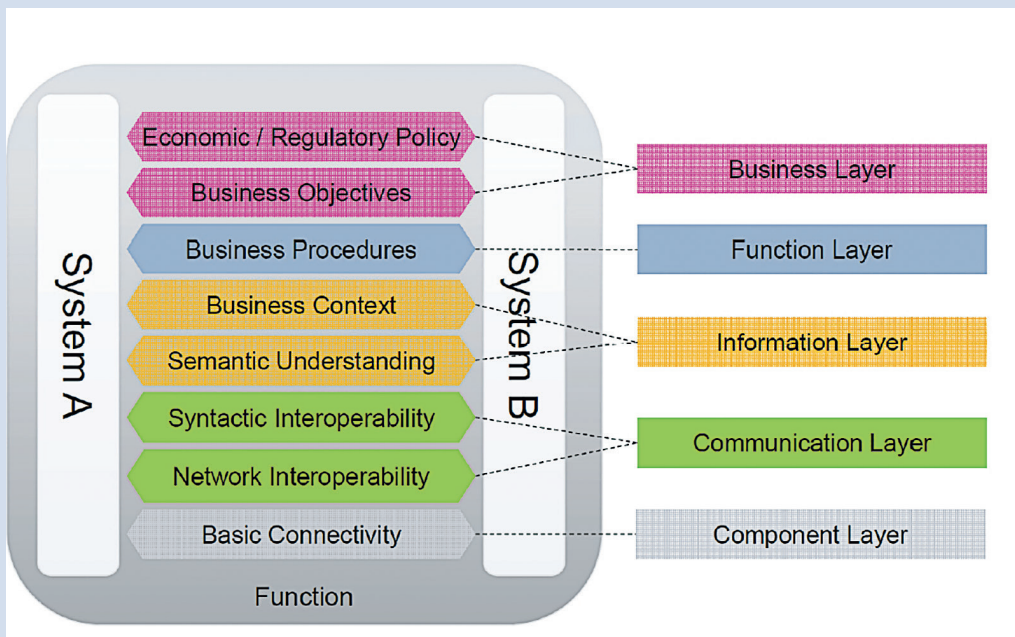 System A
Economic / Regulatory Policy
Business Objectives
Business Procedures
Business Context
Semantic Understanding
Syntactic Interoperability
Network Interoperability
Basic Connectivity
System B
Function
Business Layer
Function Layer
Information Layer
Communication Layer
Component Layer